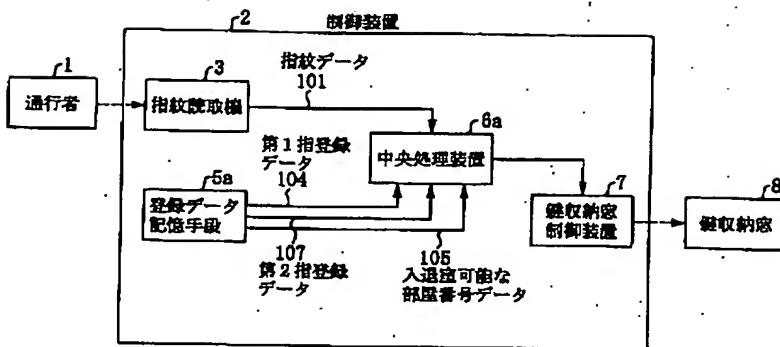 2
制御装置
1
通行者
3
指紋読取機
指紋データ
101
6a
中央処理装置
第1指登録
データ
104
5a
登録データ
記憶手段
107
第2指登録
データ
105
入退室可能な
部屋番号データ
7
鍵収納窓
制御装置
8
鍵収納窓